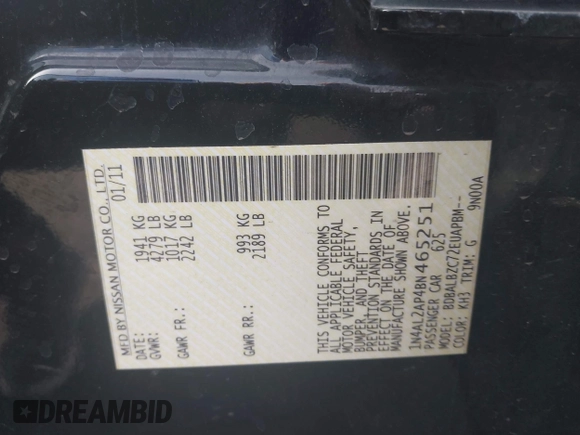 MFD BY NISSAN MOTOR CO., LTD.
DATE: 01/11
GVWR: 1941 KG
4279 LB
GAWR FR: 1017 KG
2242 LB
GAWR RR: 993 KG
2189 LB
THIS VEHICLE CONFORMS TO
ALL APPLICABLE FEDERAL
MOTOR VEHICLE SAFETY,
BUMPER, AND THEFT
PREVENTION STANDARDS IN
EFFECT ON THE DATE OF
MANUFACTURE SHOWN ABOVE.
1N4AL2AP4BN465251
PASSENGER CAR G25
MODEL: BDBALBZC72EUAPBM--
COLOR: KH3 TRIM: G 9N00A
DREAMBID